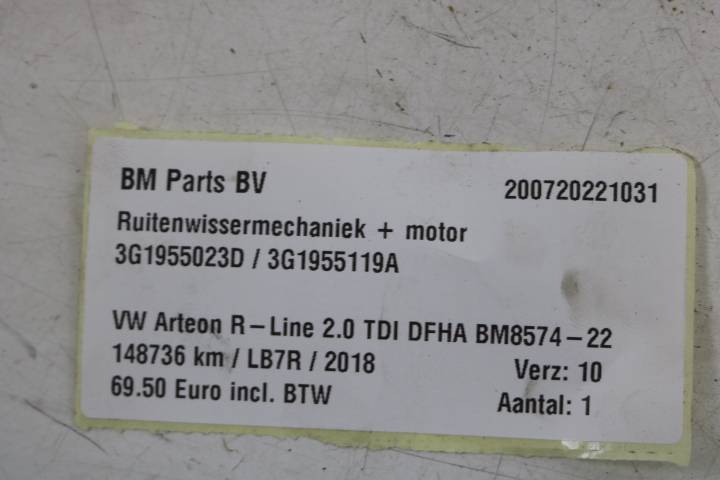 BM Parts BV 200720221031
Ruitenwissermechaniek + motor
3G1955023D / 3G1955119A
VW Arteon R-Line 2.0 TDI DFHA BM8574-22
148736 km / LB7R / 2018 Verz: 10
69.50 Euro incl. BTW Aantal: 1